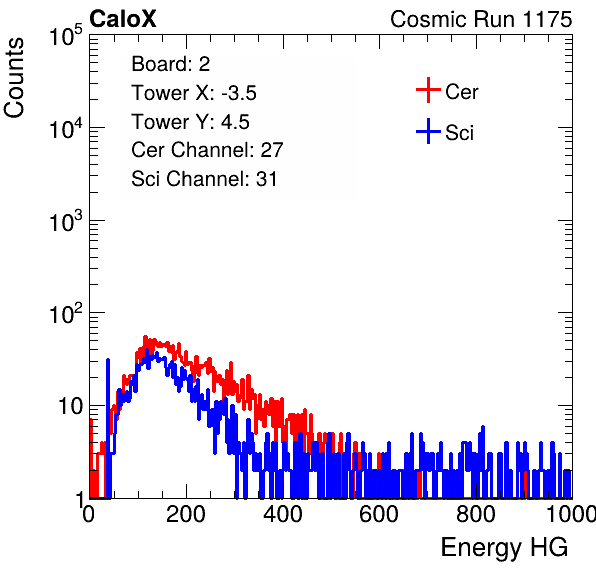 CaloX Cosmic Run 1175
Counts
10^5
10^4
10^3
10^2
10
1
Board: 2
Tower X: -3.5
Tower Y: 4.5
Cer Channel: 27
Sci Channel: 31
Cer
Sci
0 200 400 600 800 1000
Energy HG